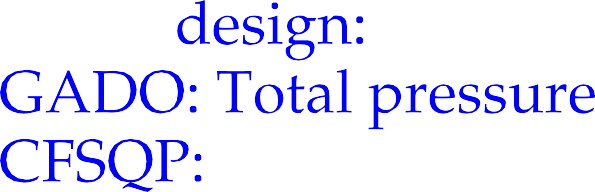 design:
GADO: Total pressure
CFSQP: